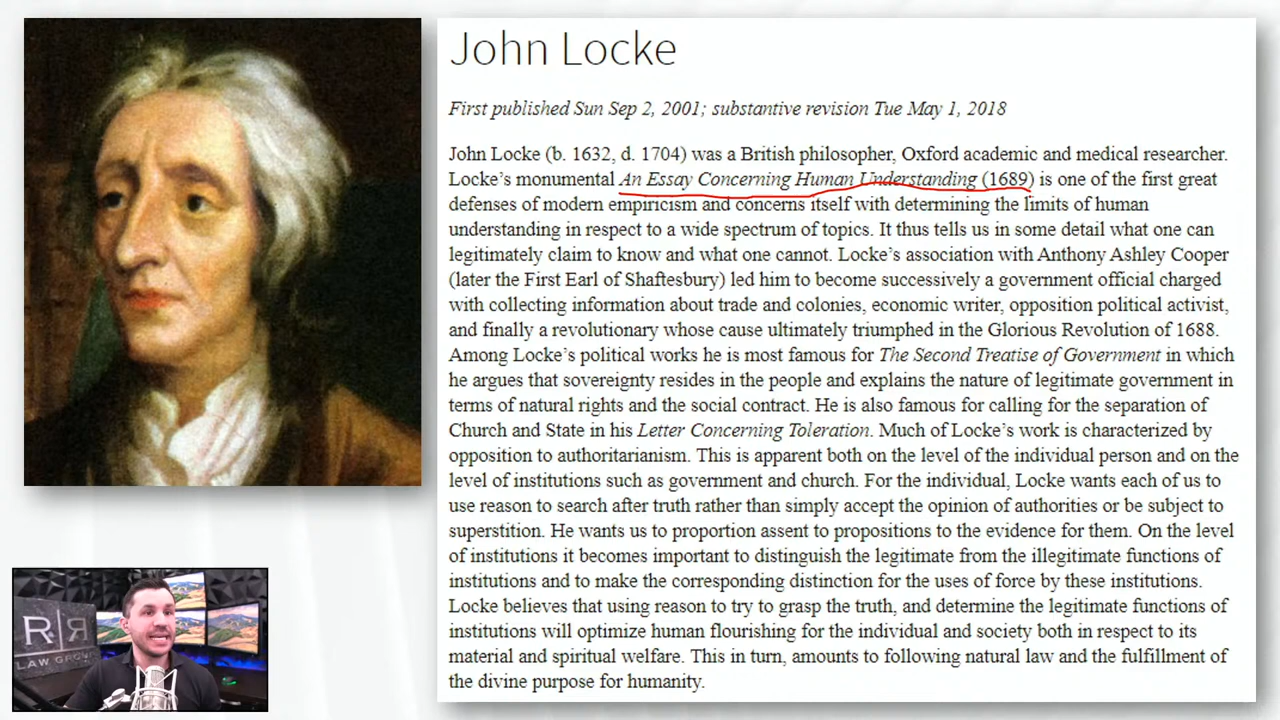 John Locke
First published Sun Sep 2, 2001; substantive revision Tue May 1, 2018
John Locke (b. 1632, d. 1704) was a British philosopher, Oxford academic and medical researcher.
Locke's monumental An Essay Concerning Human Understanding (1689) is one of the first great
defenses of modern empiricism and concerns itself with determining the limits of human
understanding in respect to a wide spectrum of topics. It thus tells us in some detail what one can
legitimately claim to know and what one cannot. Locke's association with Anthony Ashley Cooper
(later the First Earl of Shaftesbury) led him to become successively a government official charged
with collecting information about trade and colonies, economic writer, opposition political activist,
and finally a revolutionary whose cause ultimately triumphed in the Glorious Revolution of 1688.
Among Locke's political works he is most famous for The Second Treatise of Government in which
he argues that sovereignty resides in the people and explains the nature of legitimate government in
terms of natural rights and the social contract. He is also famous for calling for the separation of
Church and State in his Letter Concerning Toleration. Much of Locke's work is characterized by
opposition to authoritarianism. This is apparent both on the level of the individual person and on the
level of institutions such as government and church. For the individual, Locke wants each of us to
use reason to search after truth rather than simply accept the opinion of authorities or be subject to
superstition. He wants us to proportion assent to propositions to the evidence for them. On the level
of institutions it becomes important to distinguish the legitimate from the illegitimate functions of
institutions and to make the corresponding distinction for the uses of force by these institutions.
Locke believes that using reason to try to grasp the truth, and determine the legitimate functions of
institutions will optimize human flourishing for the individual and society both in respect to its
material and spiritual welfare. This in turn, amounts to following natural law and the fulfillment of
the divine purpose for humanity.
R|R
LAW GROUP